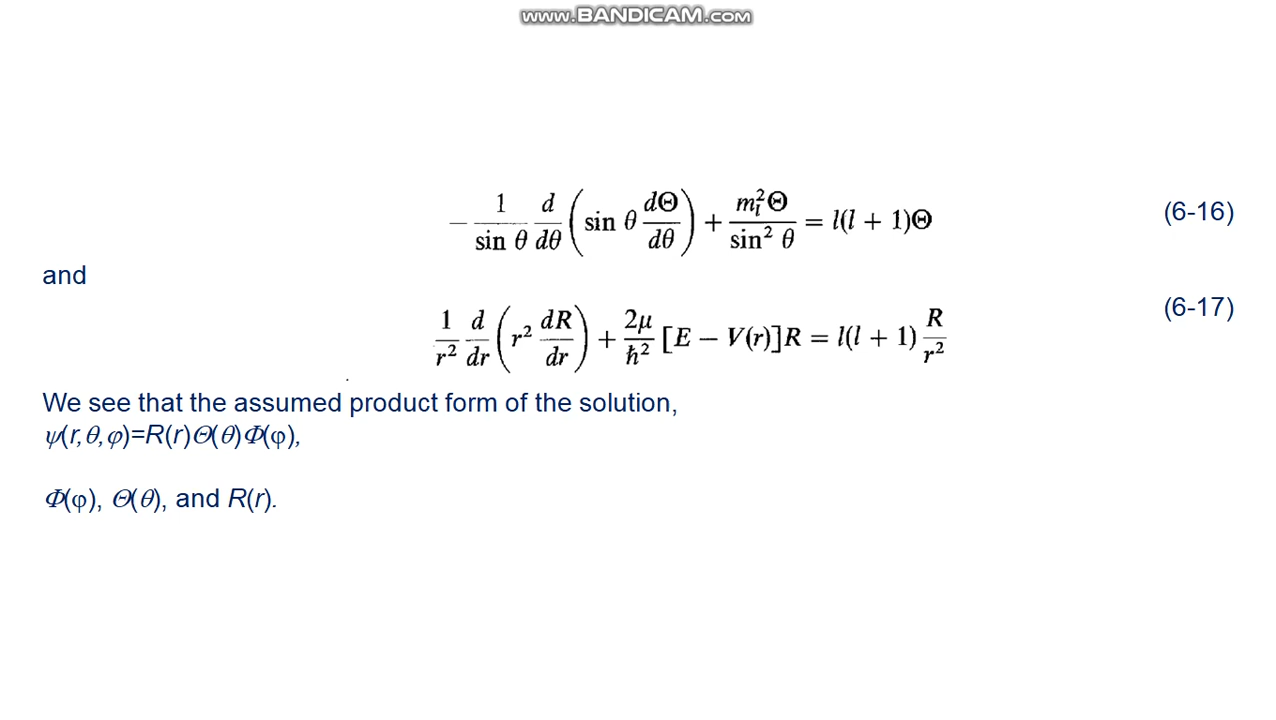 www.BANDICAM.com
− 1/sin θ d/dθ (sin θ dΘ/dθ) + m_l²Θ/sin² θ = l(l + 1)Θ (6-16)
and
1/r² d/dr (r² dR/dr) + 2μ/ħ² [E − V(r)]R = l(l + 1) R/r² (6-17)
We see that the assumed product form of the solution,
ψ(r,θ,φ)=R(r)Θ(θ)Φ(φ),
Φ(φ), Θ(θ), and R(r).